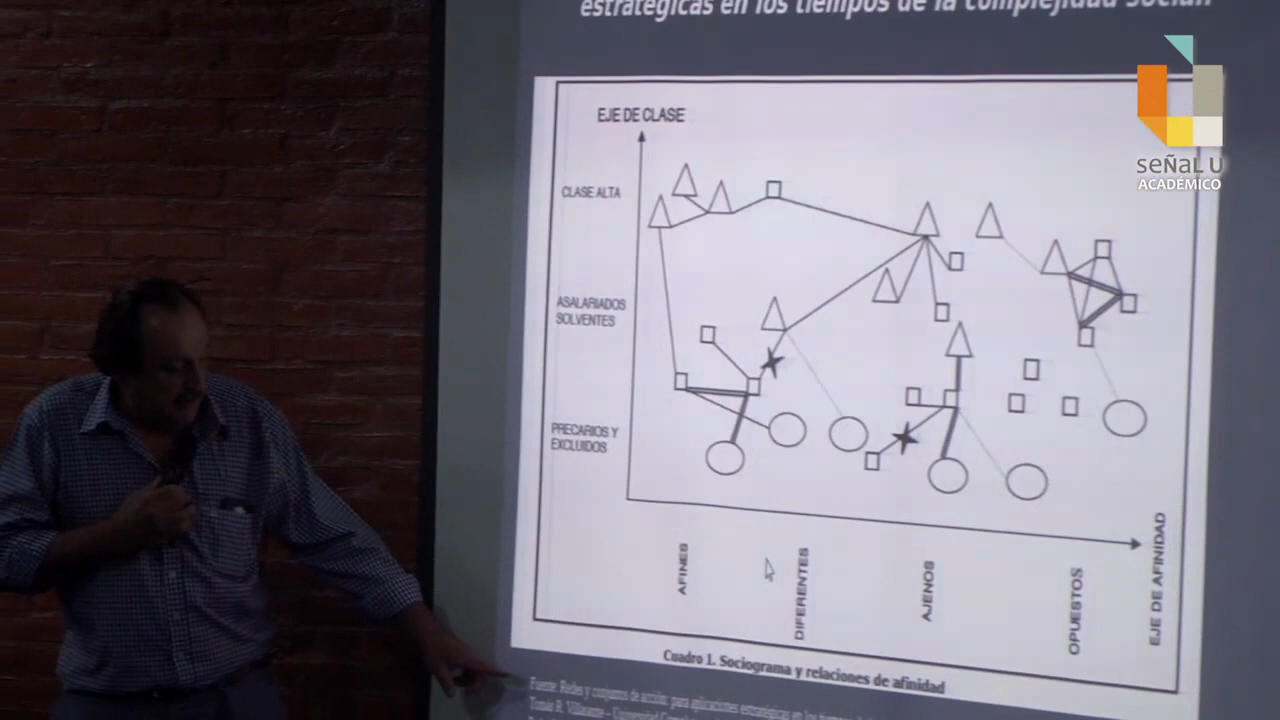 estratégicas en los tiempos de la complejidad social.
señal U
ACADÉMICO
EJE DE CLASE
CLASE ALTA
ASALARIADOS
SOLVENTES
PRECARIOS Y
EXCLUIDOS
AFINES
DIFERENTES
AJENOS
OPUESTOS
EJE DE AFINIDAD
Cuadro 1. Sociograma y relaciones de afinidad
Fuente: Redes y conjuntos de acción: para aplicaciones estratégicas en los
Tomás R. Villasante - Universidad